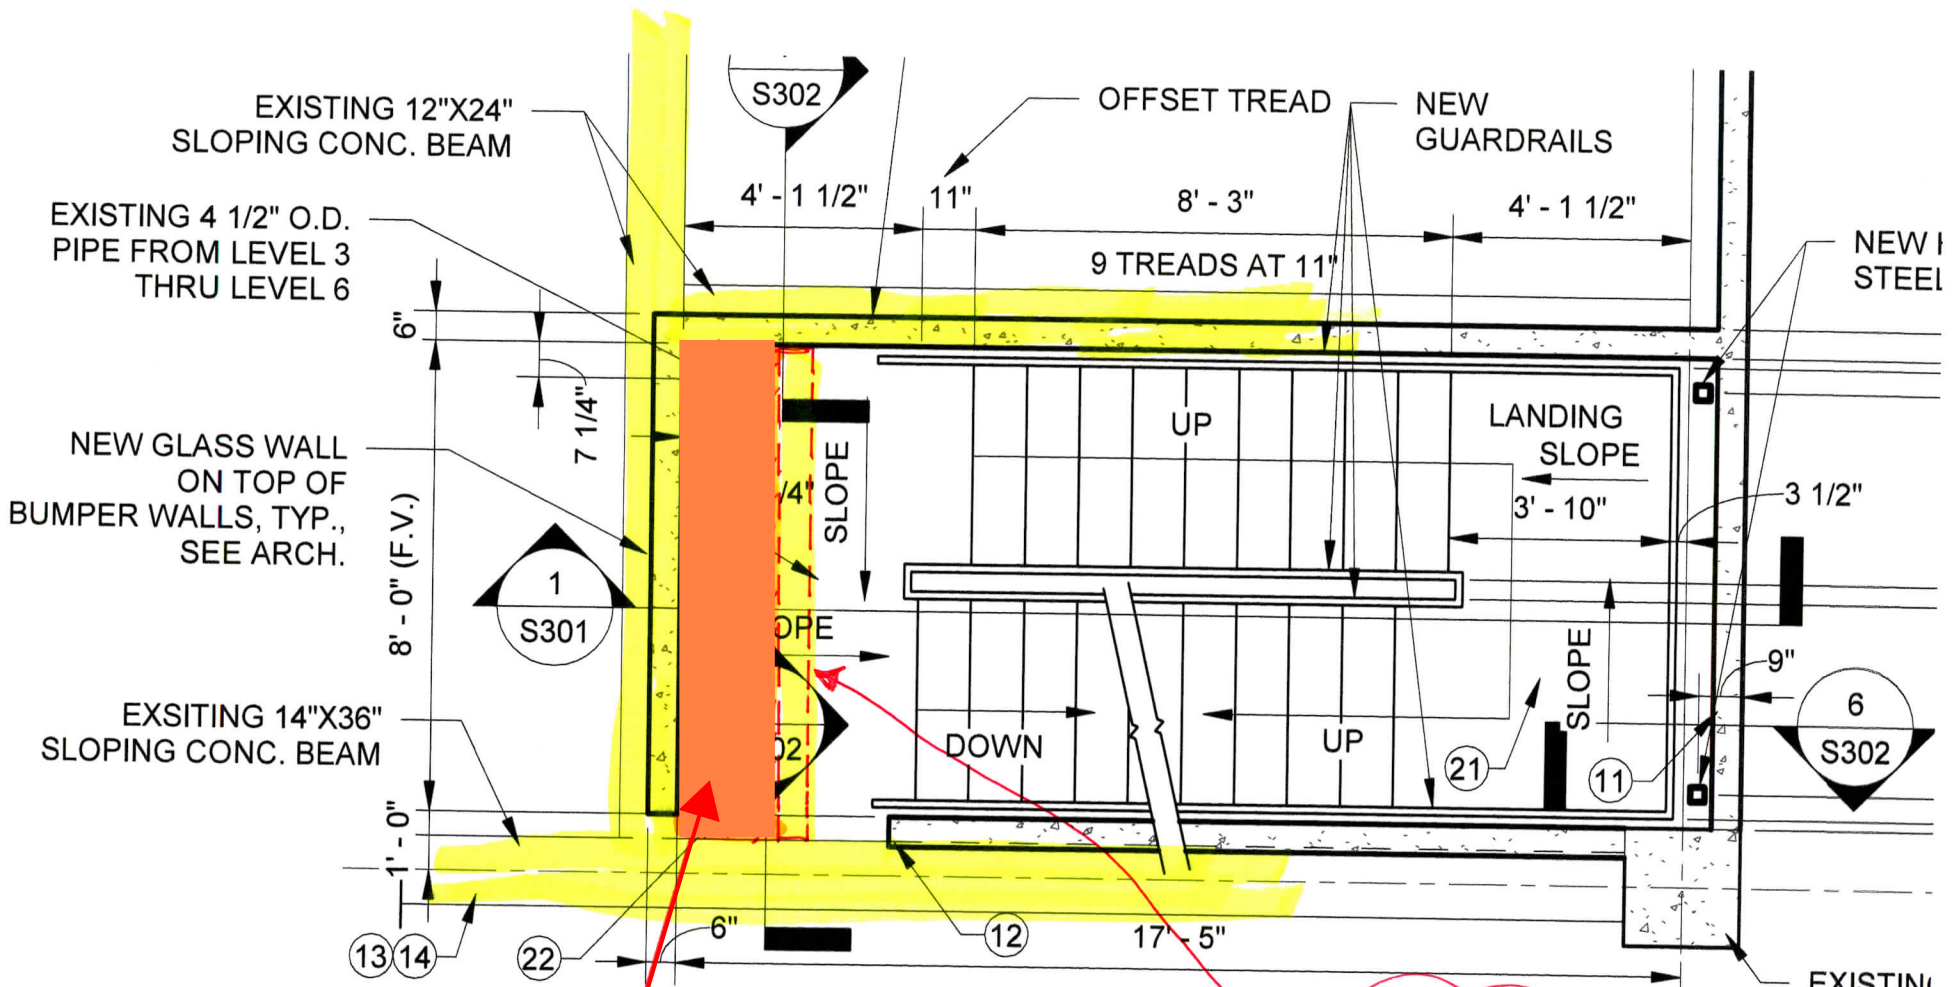 S302
EXISTING 12"X24"
SLOPING CONC. BEAM
OFFSET TREAD
NEW
GUARDRAILS
4' - 1 1/2"
11"
8' - 3"
4' - 1 1/2"
9 TREADS AT 11"
EXISTING 4 1/2" O.D.
PIPE FROM LEVEL 3
THRU LEVEL 6
NEW
STEEL
6"
7 1/4"
UP
LANDING
SLOPE
SLOPE
/4"
3' - 10"
3 1/2"
NEW GLASS WALL
ON TOP OF
BUMPER WALLS, TYP.,
SEE ARCH.
8' - 0" (F.V.)
1
S301
OPE
SLOPE
9"
6
S302
EXSITING 14"X36"
SLOPING CONC. BEAM
02
DOWN
UP
21
11
1' - 0"
13
14
22
6"
12
17' - 5"